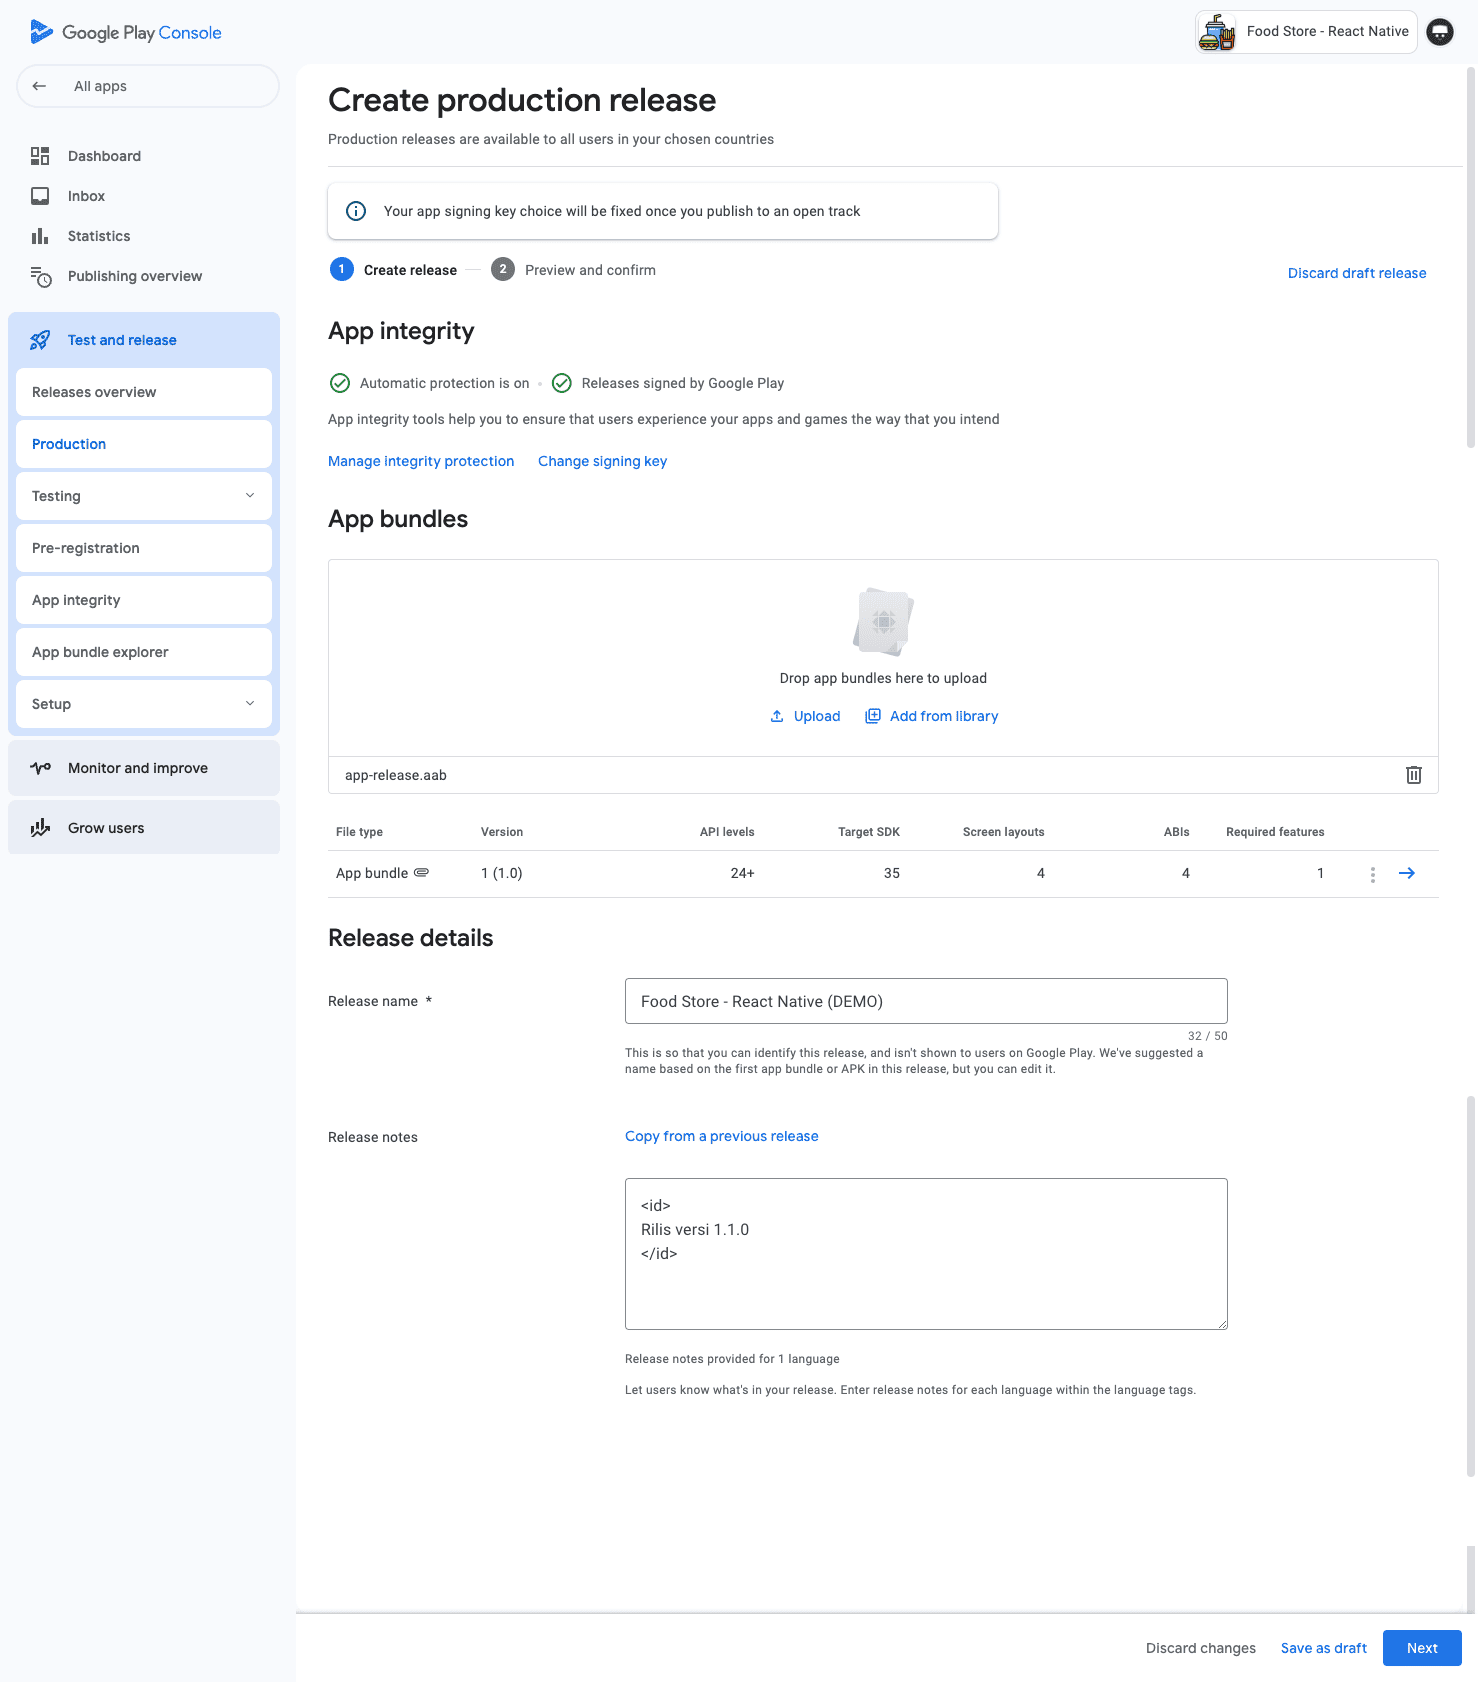 Google Play Console
Food Store - React Native
All apps
Dashboard
Inbox
Statistics
Publishing overview
Test and release
Releases overview
Production
Testing
Pre-registration
App integrity
App bundle explorer
Setup
Monitor and improve
Grow users
Create production release
Production releases are available to all users in your chosen countries
Your app signing key choice will be fixed once you publish to an open track
1 Create release 2 Preview and confirm
Discard draft release
App integrity
Automatic protection is on • Releases signed by Google Play
App integrity tools help you to ensure that users experience your apps and games the way that you intend
Manage integrity protection Change signing key
App bundles
Drop app bundles here to upload
Upload Add from library
app-release.aab
File type Version API levels Target SDK Screen layouts ABIs Required features
App bundle 1 (1.0) 24+ 35 4 4 1
Release details
Release name *
Food Store - React Native (DEMO)
32 / 50
This is so that you can identify this release, and isn't shown to users on Google Play. We've suggested a
name based on the first app bundle or APK in this release, but you can edit it.
Release notes
Copy from a previous release
<id>
Rilis versi 1.1.0
</id>
Release notes provided for 1 language
Let users know what's in your release. Enter release notes for each language within the language tags.
Discard changes Save as draft Next